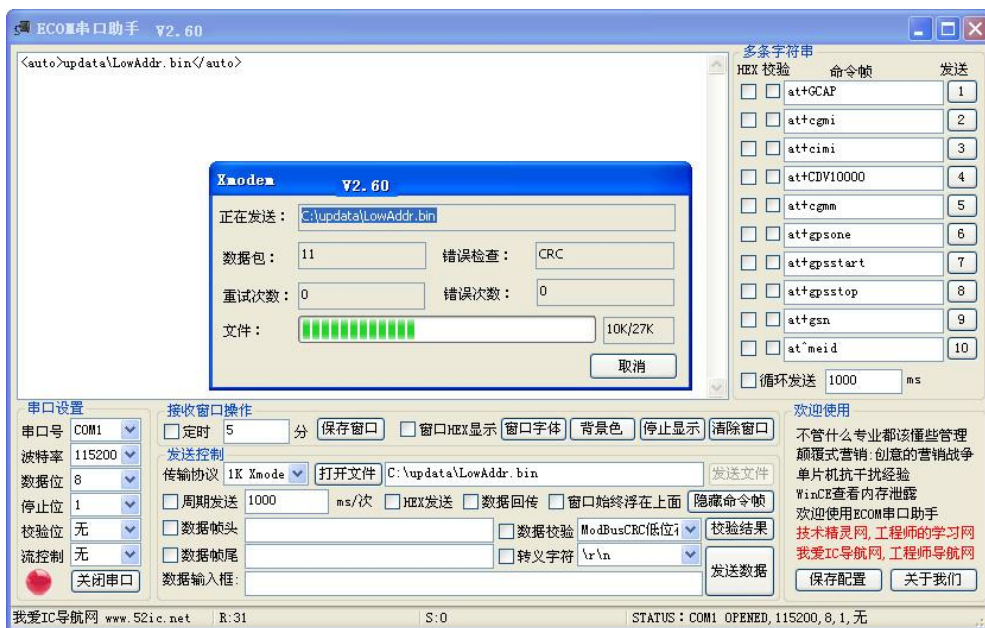 ECOM串口助手 V2.60
<auto>updata\LowAddr.bin</auto>
Xmodem V2.60
正在发送： C:\updata\LowAddr.bin
数据包： 11 错误检查： CRC
重试次数： 0 错误次数： 0
文件： 10K/27K
取消
多条字符串
HEX 校验 命令帧 发送
at+GCAP 1
at+cgmi 2
at+cimi 3
at+CDV10000 4
at+cgmm 5
at+gpsone 6
at+gpsstart 7
at+gpsstop 8
at+gsn 9
at^meid 10
循环发送 1000 ms
串口设置
串口号 COM1
波特率 115200
数据位 8
停止位 1
校验位 无
流控制 无
关闭串口
接收窗口操作
定时 5 分 保存窗口 窗口HEX显示 窗口字体 背景色 停止显示 清除窗口
发送控制
传输协议 1K Xmode 打开文件 C:\updata\LowAddr.bin 发送文件
周期发送 1000 ms/次 HEX发送 数据回传 窗口始终浮在上面 隐藏命令帧
数据帧头 数据校验 ModBusCRC低位 校验结果
数据帧尾 转义字符 \r\n
数据输入框: 发送数据
欢迎使用
不管什么专业都该懂些管理
颠覆式营销:创意的营销战争
单片机抗干扰经验
WinCE查看内存泄露
欢迎使用ECOM串口助手
技术精灵网,工程师的学习网
我爱IC导航网,工程师导航网
保存配置 关于我们
我爱IC导航网 www.52ic.net R:31 S:0 STATUS：COM1 OPENED,115200,8,1,无